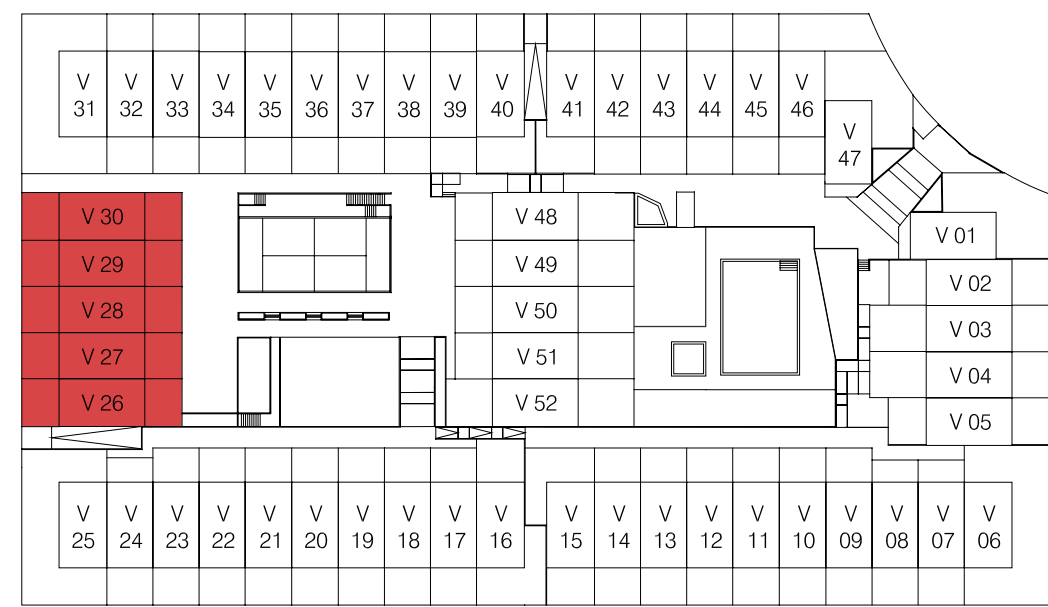 V V V V V V V V V V V V V V V V
31 32 33 34 35 36 37 38 39 40 41 42 43 44 45 46
V
47
V 30 V 48
V 01
V 29 V 49
V 02
V 28 V 50
V 03
V 27 V 51
V 04
V 26 V 52
V 05
V V V V V V V V V V V V V V V V V V V V
25 24 23 22 21 20 19 18 17 16 15 14 13 12 11 10 09 08 07 06